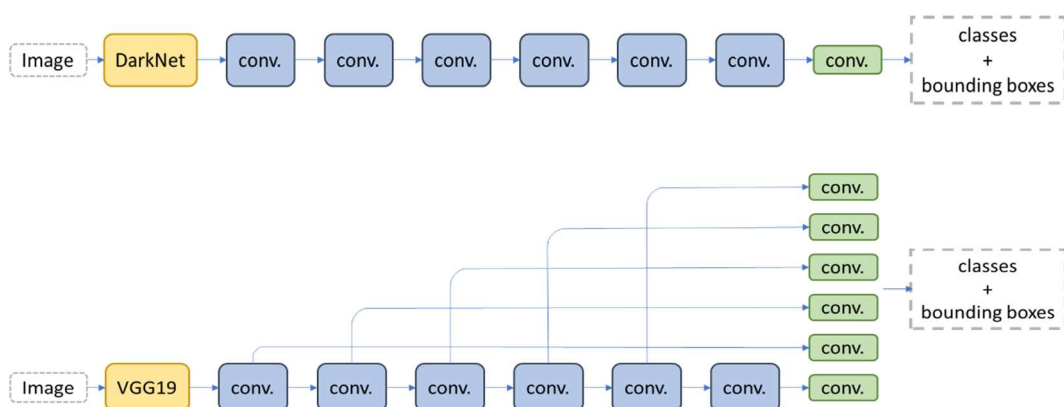 Image
DarkNet
conv.
conv.
conv.
conv.
conv.
conv.
conv.
classes
+
bounding boxes
conv.
conv.
conv.
conv.
conv.
classes
+
bounding boxes
Image
VGG19
conv.
conv.
conv.
conv.
conv.
conv.
conv.